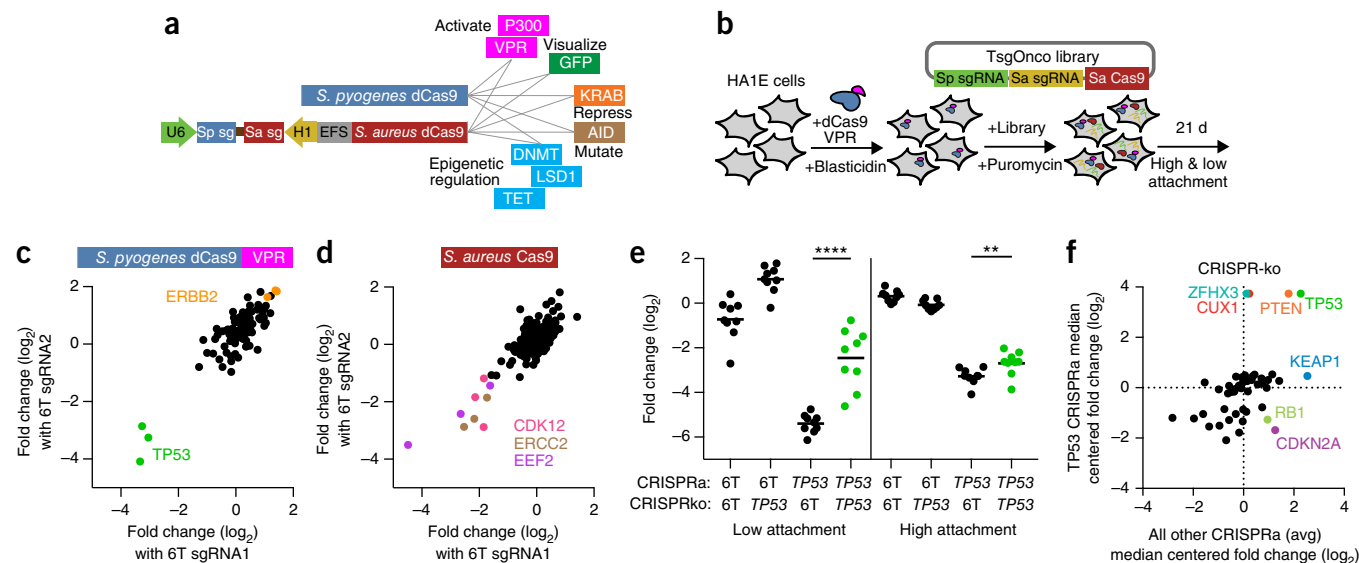 a
Activate P300
VPR Visualize
GFP
S. pyogenes dCas9 KRAB
Repress
U6 Sp sg Sa sg H1 EFS S. aureus dCas9 AID
Mutate
Epigenetic regulation
DNMT
LSD1
TET
b
TsgOnco library
Sp sgRNA Sa sgRNA Sa Cas9
HA1E cells
+dCas9
VPR
+Blasticidin
+Library
+Puromycin
21 d
High & low
attachment
c
S. pyogenes dCas9 VPR
Fold change (log2)
with 6T sgRNA2
2
0
−2
−4
ERBB2
TP53
−4 −2 0 2
Fold change (log2)
with 6T sgRNA1
d
S. aureus Cas9
Fold change (log2)
with 6T sgRNA2
2
0
−2
−4
CDK12
ERCC2
EEF2
−4 −2 0 2
Fold change (log2)
with 6T sgRNA1
e
Fold change (log2)
2
0
−2
−4
−6
**** **
CRISPRa: 6T 6T TP53 TP53 6T 6T TP53 TP53
CRISPRko: 6T TP53 6T TP53 6T TP53 6T TP53
Low attachment High attachment
f
CRISPR-ko
TP53 CRISPRa median
centered fold change (log2)
4
2
0
−2
−4
ZFHX3
CUX1 PTEN TP53
KEAP1
RB1
CDKN2A
−4 −2 0 2 4
All other CRISPRa (avg)
median centered fold change (log2)